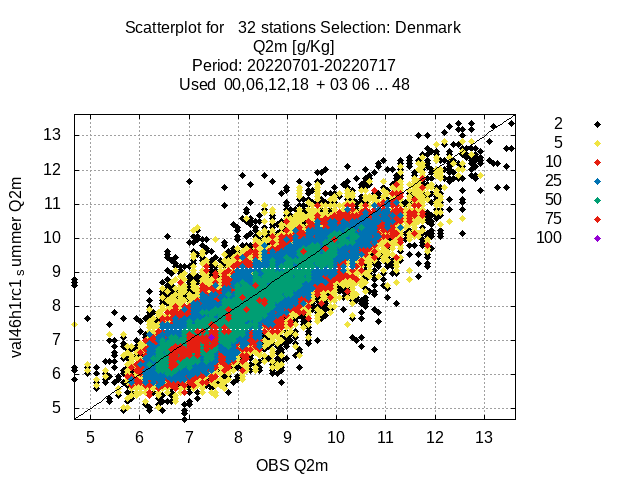 Scatterplot for 32 stations Selection: Denmark
Q2m [g/Kg]
Period: 20220701-20220717
Used 00,06,12,18 + 03 06 ... 48
val46h1rc1 s ummer Q2m
13
12
11
10
9
8
7
6
5
5 6 7 8 9 10 11 12 13
OBS Q2m
2
5
10
25
50
75
100